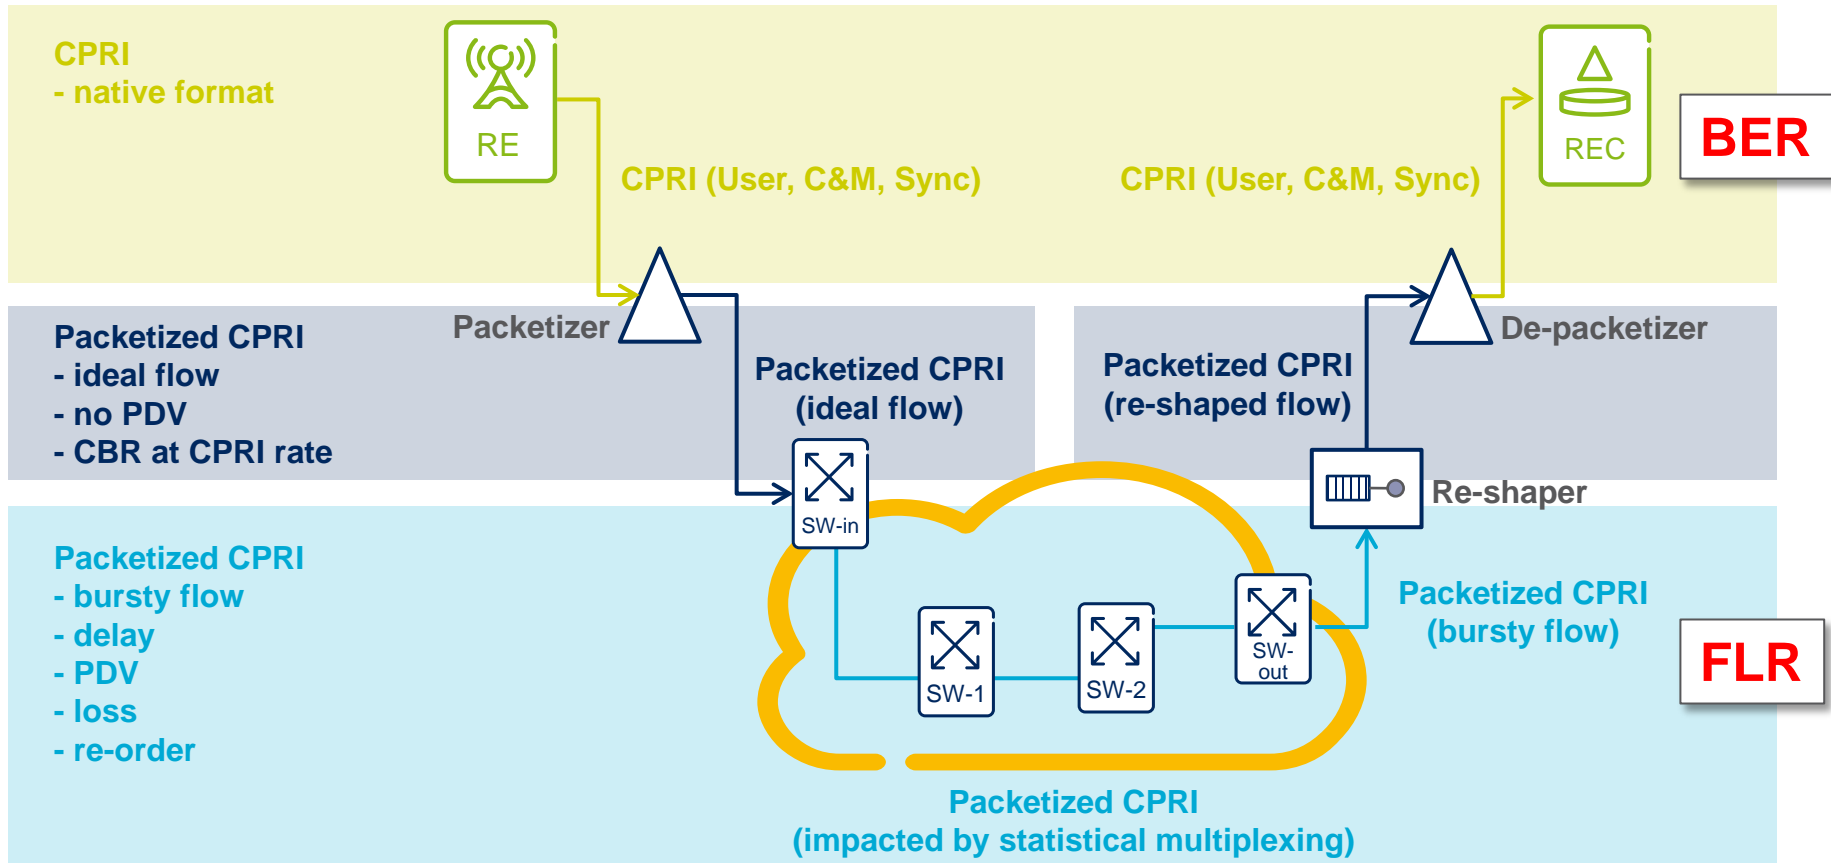 CPRI
- native format
RE
CPRI (User, C&M, Sync)
CPRI (User, C&M, Sync)
REC
BER
Packetizer
De-packetizer
Packetized CPRI
- ideal flow
- no PDV
- CBR at CPRI rate
Packetized CPRI
(ideal flow)
Packetized CPRI
(re-shaped flow)
SW-in
Re-shaper
Packetized CPRI
- bursty flow
- delay
- PDV
- loss
- re-order
SW-1
SW-2
SW-
out
Packetized CPRI
(bursty flow)
FLR
Packetized CPRI
(impacted by statistical multiplexing)